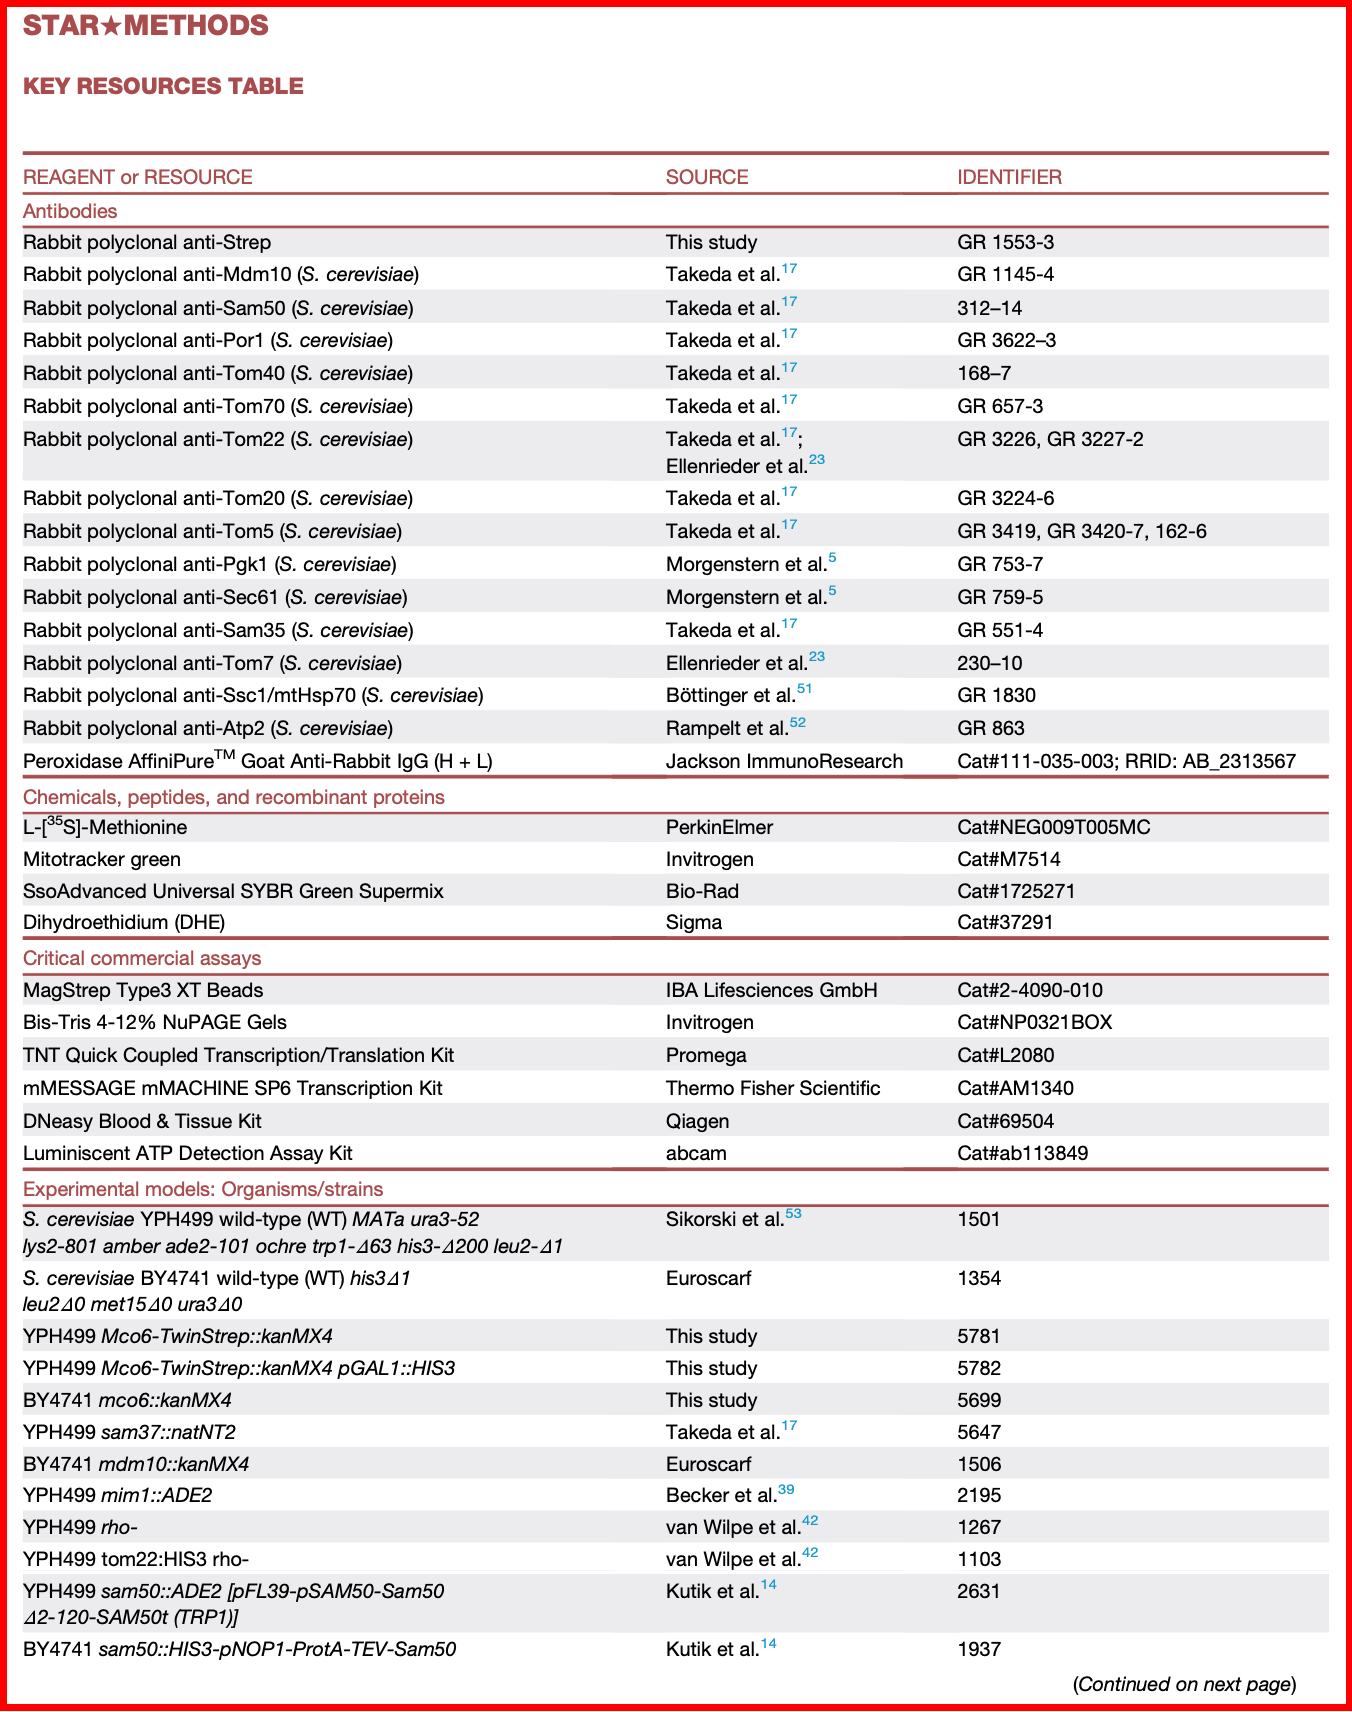 STAR★METHODS
KEY RESOURCES TABLE
REAGENT or RESOURCE SOURCE IDENTIFIER
Antibodies
Rabbit polyclonal anti-Strep This study GR 1553-3
Rabbit polyclonal anti-Mdm10 (S. cerevisiae) Takeda et al.17 GR 1145-4
Rabbit polyclonal anti-Sam50 (S. cerevisiae) Takeda et al.17 312–14
Rabbit polyclonal anti-Por1 (S. cerevisiae) Takeda et al.17 GR 3622–3
Rabbit polyclonal anti-Tom40 (S. cerevisiae) Takeda et al.17 168–7
Rabbit polyclonal anti-Tom70 (S. cerevisiae) Takeda et al.17 GR 657-3
Rabbit polyclonal anti-Tom22 (S. cerevisiae) Takeda et al.17; GR 3226, GR 3227-2
Ellenrieder et al.23
Rabbit polyclonal anti-Tom20 (S. cerevisiae) Takeda et al.17 GR 3224-6
Rabbit polyclonal anti-Tom5 (S. cerevisiae) Takeda et al.17 GR 3419, GR 3420-7, 162-6
Rabbit polyclonal anti-Pgk1 (S. cerevisiae) Morgenstern et al.5 GR 753-7
Rabbit polyclonal anti-Sec61 (S. cerevisiae) Morgenstern et al.5 GR 759-5
Rabbit polyclonal anti-Sam35 (S. cerevisiae) Takeda et al.17 GR 551-4
Rabbit polyclonal anti-Tom7 (S. cerevisiae) Ellenrieder et al.23 230–10
Rabbit polyclonal anti-Ssc1/mtHsp70 (S. cerevisiae) Böttinger et al.51 GR 1830
Rabbit polyclonal anti-Atp2 (S. cerevisiae) Rampelt et al.52 GR 863
Peroxidase AffiniPureTM Goat Anti-Rabbit IgG (H + L) Jackson ImmunoResearch Cat#111-035-003; RRID: AB_2313567
Chemicals, peptides, and recombinant proteins
L-[35S]-Methionine PerkinElmer Cat#NEG009T005MC
Mitotracker green Invitrogen Cat#M7514
SsoAdvanced Universal SYBR Green Supermix Bio-Rad Cat#1725271
Dihydroethidium (DHE) Sigma Cat#37291
Critical commercial assays
MagStrep Type3 XT Beads IBA Lifesciences GmbH Cat#2-4090-010
Bis-Tris 4-12% NuPAGE Gels Invitrogen Cat#NP0321BOX
TNT Quick Coupled Transcription/Translation Kit Promega Cat#L2080
mMESSAGE mMACHINE SP6 Transcription Kit Thermo Fisher Scientific Cat#AM1340
DNeasy Blood & Tissue Kit Qiagen Cat#69504
Luminiscent ATP Detection Assay Kit abcam Cat#ab113849
Experimental models: Organisms/strains
S. cerevisiae YPH499 wild-type (WT) MATa ura3-52 Sikorski et al.53 1501
lys2-801 amber ade2-101 ochre trp1-Δ63 his3-Δ200 leu2-Δ1
S. cerevisiae BY4741 wild-type (WT) his3Δ1 Euroscarf 1354
leu2Δ0 met15Δ0 ura3Δ0
YPH499 Mco6-TwinStrep::kanMX4 This study 5781
YPH499 Mco6-TwinStrep::kanMX4 pGAL1::HIS3 This study 5782
BY4741 mco6::kanMX4 This study 5699
YPH499 sam37::natNT2 Takeda et al.17 5647
BY4741 mdm10::kanMX4 Euroscarf 1506
YPH499 mim1::ADE2 Becker et al.39 2195
YPH499 rho- van Wilpe et al.42 1267
YPH499 tom22:HIS3 rho- van Wilpe et al.42 1103
YPH499 sam50::ADE2 [pFL39-pSAM50-Sam50 Kutik et al.14 2631
Δ2-120-SAM50t (TRP1)]
BY4741 sam50::HIS3-pNOP1-ProtA-TEV-Sam50 Kutik et al.14 1937
(Continued on next page)